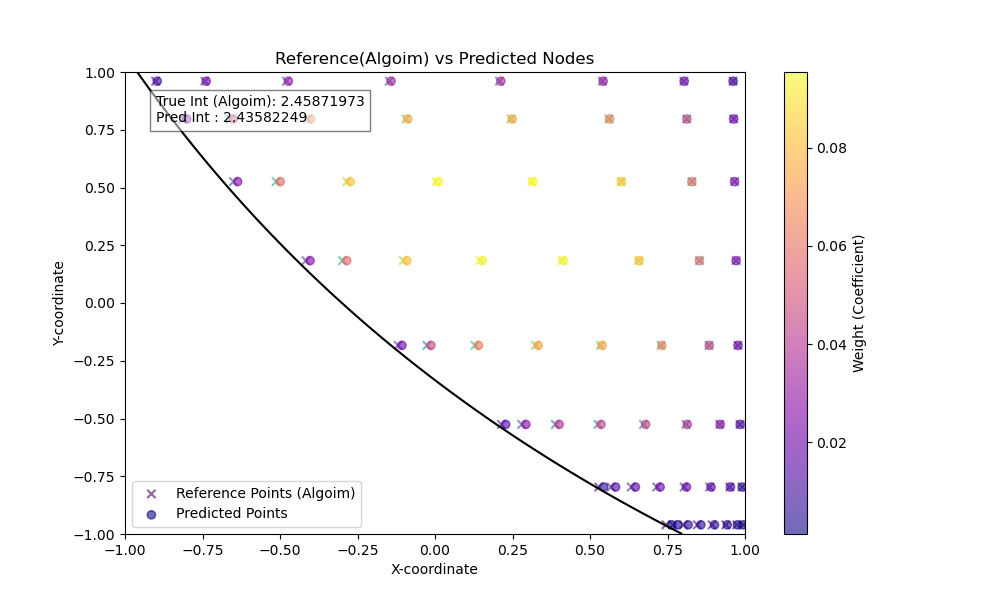 Reference(Algoim) vs Predicted Nodes
True Int (Algoim): 2.45871973
Pred Int : 2.43582249
1.00
0.75
0.50
0.25
0.00
−0.25
−0.50
−0.75
−1.00
Y-coordinate
Reference Points (Algoim)
Predicted Points
−1.00 −0.75 −0.50 −0.25 0.00 0.25 0.50 0.75 1.00
X-coordinate
0.08
0.06
0.04
0.02
Weight (Coefficient)